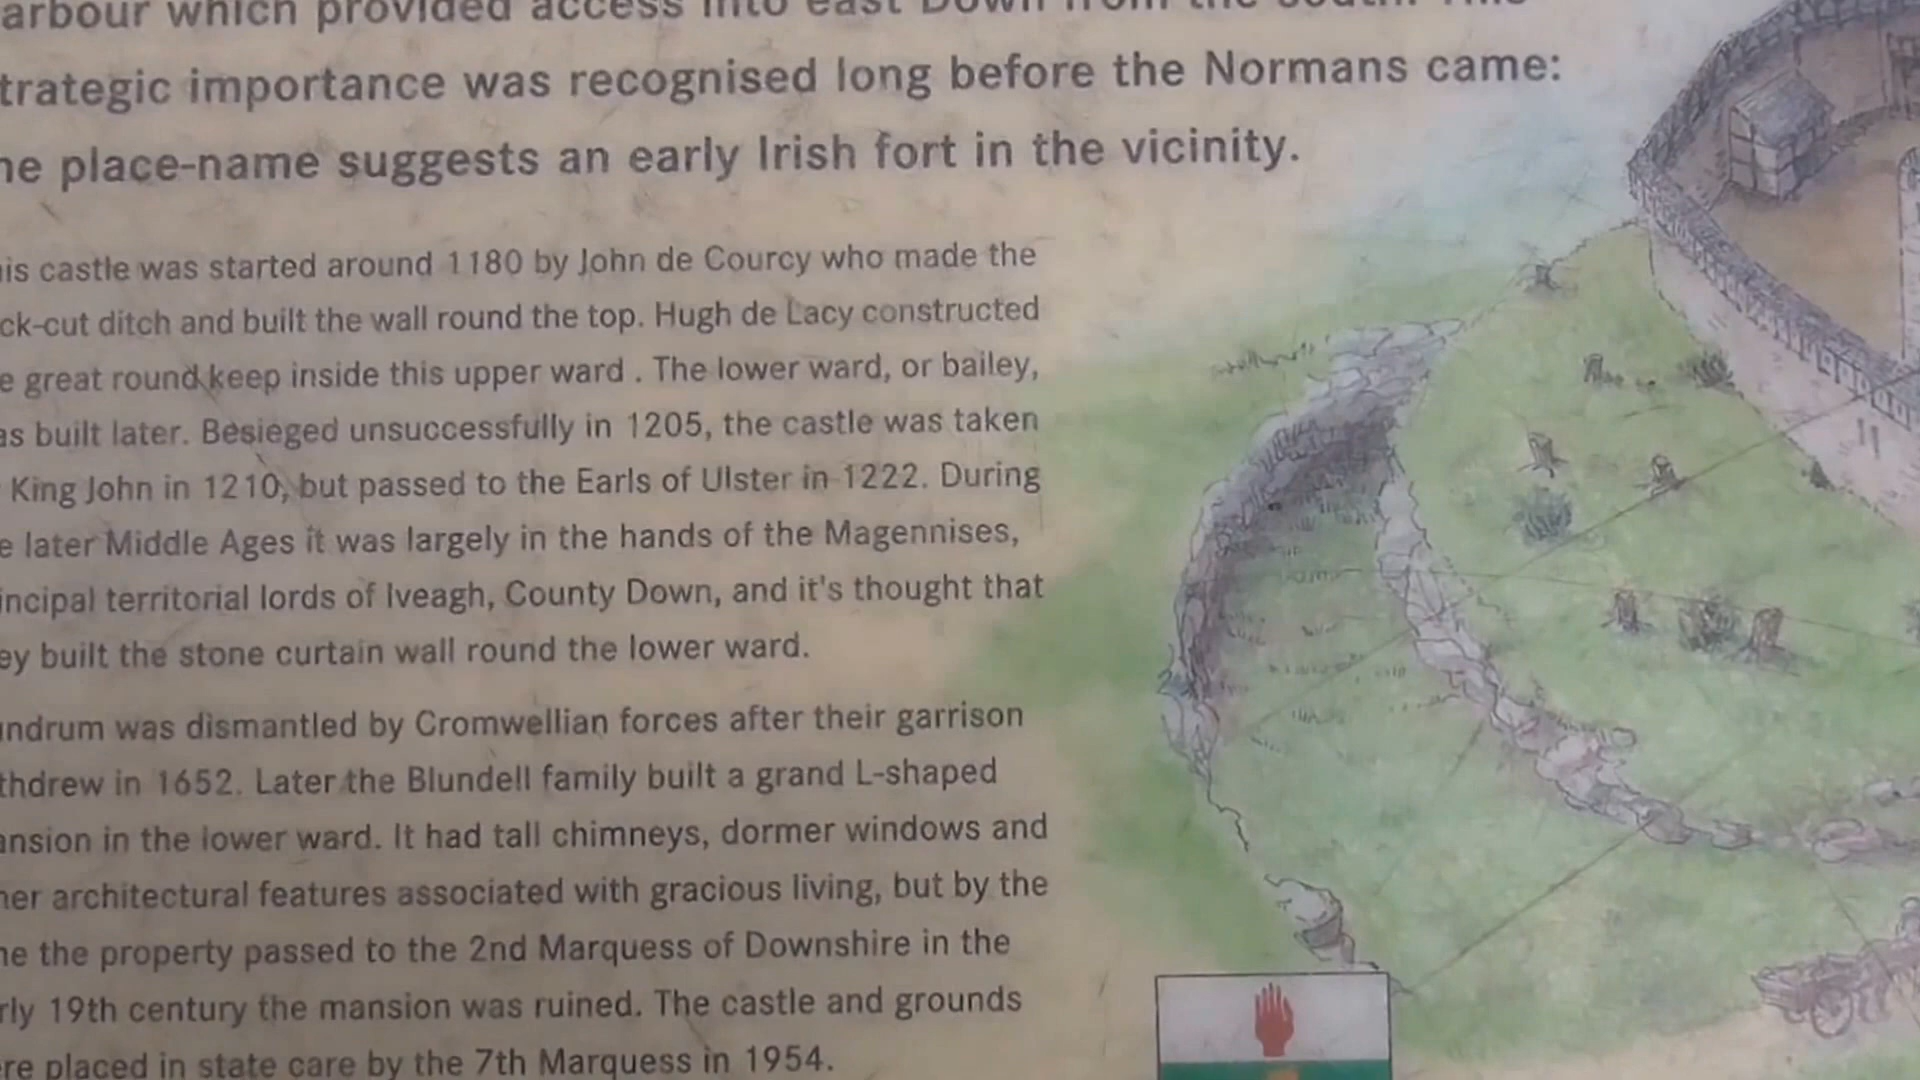 arbour which provided access into east Down from the south. This
trategic importance was recognised long before the Normans came:
he place-name suggests an early Irish fort in the vicinity.
is castle was started around 1180 by John de Courcy who made the
ck-cut ditch and built the wall round the top. Hugh de Lacy constructed
e great round keep inside this upper ward . The lower ward, or bailey,
as built later. Besieged unsuccessfully in 1205, the castle was taken
King John in 1210, but passed to the Earls of Ulster in 1222. During
e later Middle Ages it was largely in the hands of the Magennises,
incipal territorial lords of Iveagh, County Down, and it's thought that
ey built the stone curtain wall round the lower ward.
undrum was dismantled by Cromwellian forces after their garrison
thdrew in 1652. Later the Blundell family built a grand L-shaped
ansion in the lower ward. It had tall chimneys, dormer windows and
her architectural features associated with gracious living, but by the
me the property passed to the 2nd Marquess of Downshire in the
rly 19th century the mansion was ruined. The castle and grounds
ere placed in state care by the 7th Marquess in 1954.